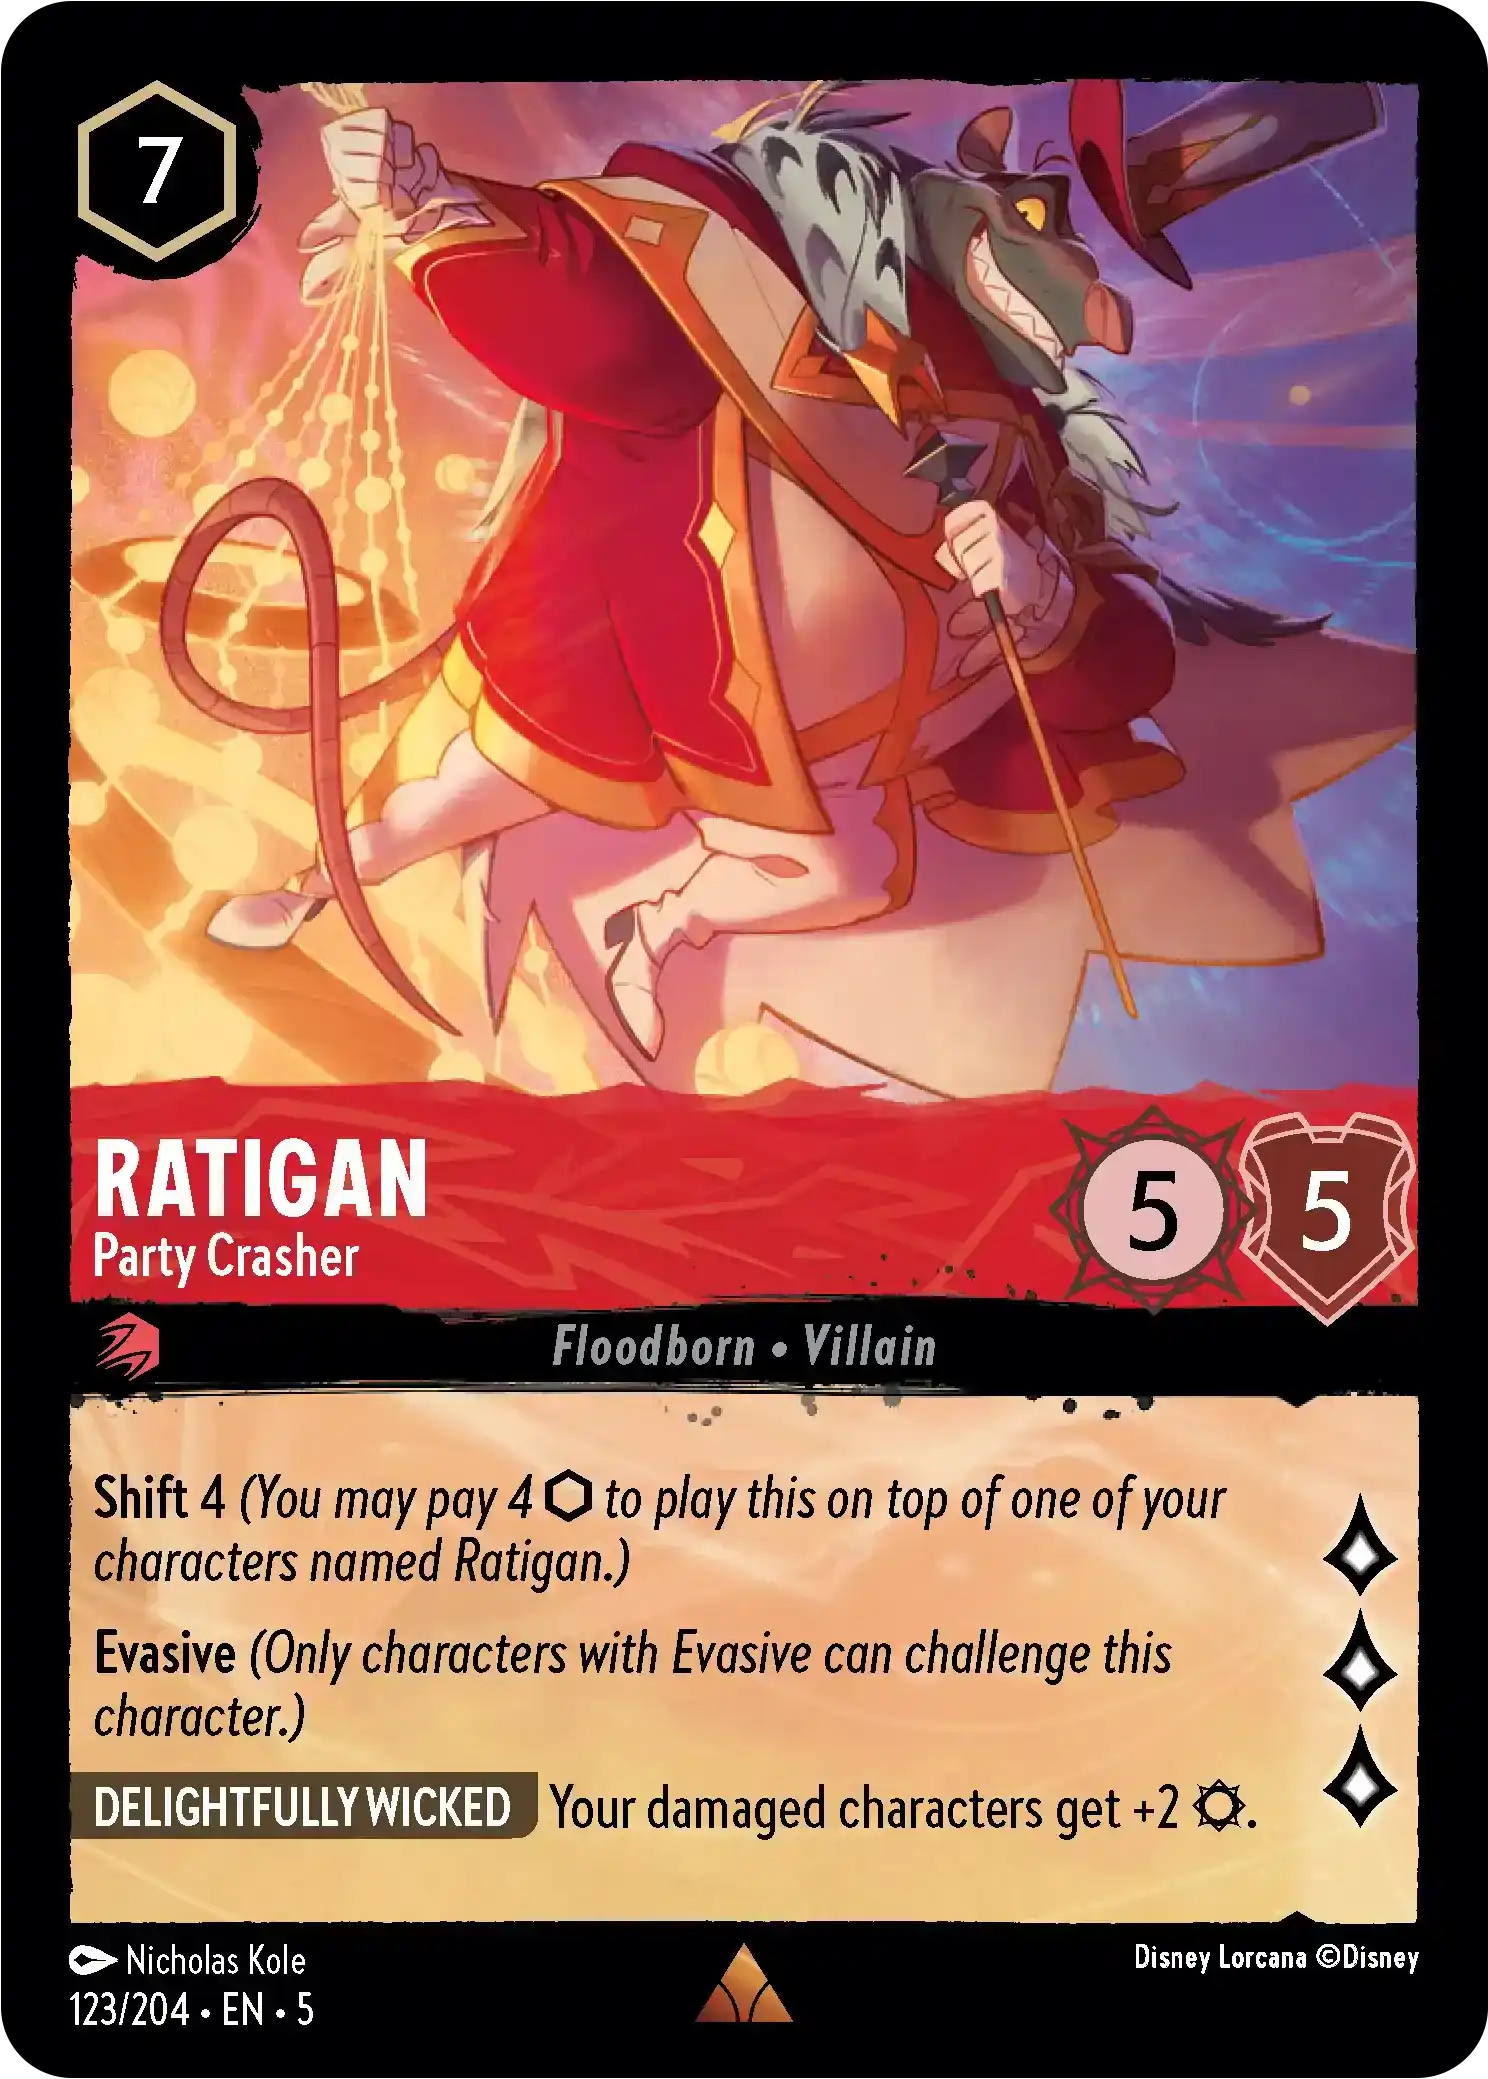 7
RATIGAN
Party Crasher
5
5
Floodborn • Villain
Shift 4 (You may pay 4 ⬡ to play this on top of one of your
characters named Ratigan.)
Evasive (Only characters with Evasive can challenge this
character.)
DELIGHTFULLY WICKED Your damaged characters get +2 .
Nicholas Kole
Disney Lorcana ©Disney
123/204 • EN • 5